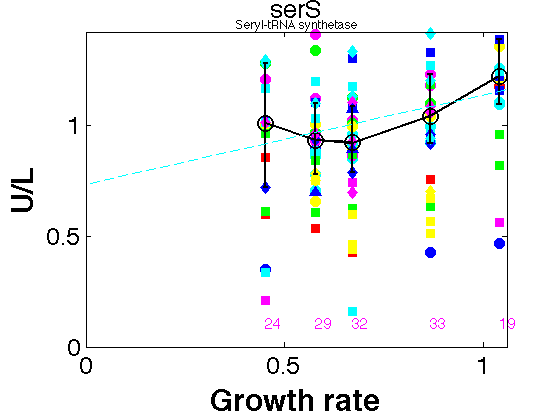 serS
Seryl-tRNA synthetase
U/L
1
0.5
0
24 29 32 33 19
0 0.5 1
Growth rate